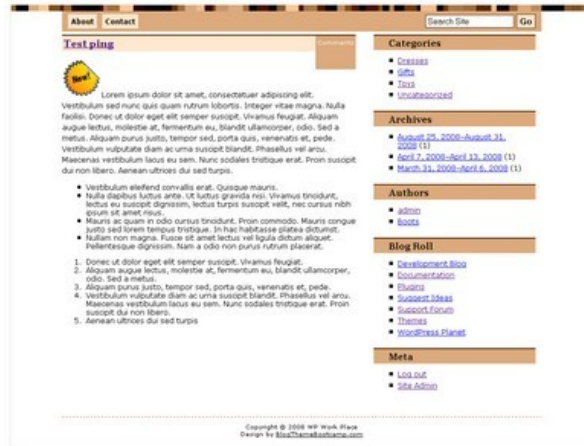 About Contact
Search Site Go
Test ping
Comments
New!
Lorem ipsum dolor sit amet, consectetuer adipiscing elit.
Vestibulum sed nunc quis quam rutrum lobortis. Integer vitae magna. Nulla
facilisi. Donec ut dolor eget elit semper suscipit. Vivamus feugiat. Aliquam
augue lectus, molestie at, fermentum eu, blandit ullamcorper, odio. Sed a
metus. Aliquam purus justo, tempor sed, porta quis, venenatis et, pede.
Vestibulum vulputate diam ac urna suscipit blandit. Phasellus vel arcu.
Maecenas vestibulum lacus eu sem. Nunc sodales tristique erat. Proin suscipit
dui non libero. Aenean ultrices dui sed turpis.
Vestibulum eleifend convallis erat. Quisque mauris.
Nulla dapibus luctus ante. Ut luctus gravida nisi. Vivamus tincidunt,
lectus eu suscipit dignissim, lectus turpis suscipit velit, nec cursus nibh
ipsum sit amet risus.
Mauris ac quam in odio cursus tincidunt. Proin commodo. Mauris congue
justo sed lorem tempus tristique. In hac habitasse platea dictumst.
Nullam non magna. Fusce sit amet lectus vel ligula dictum aliquet.
Pellentesque dignissim. Nam a odio non purus rutrum placerat.
1. Donec ut dolor eget elit semper suscipit. Vivamus feugiat.
2. Aliquam augue lectus, molestie at, fermentum eu, blandit ullamcorper,
odio. Sed a metus.
3. Aliquam purus justo, tempor sed, porta quis, venenatis et, pede.
4. Vestibulum vulputate diam ac urna suscipit blandit. Phasellus vel arcu.
Maecenas vestibulum lacus eu sem. Nunc sodales tristique erat. Proin
suscipit dui non libero.
5. Aenean ultrices dui sed turpis
Categories
Dresses
Gifts
Toys
Uncategorized
Archives
August 25, 2008–August 31,
2008 (1)
April 7, 2008–April 13, 2008 (1)
March 31, 2008–April 6, 2008 (1)
Authors
admin
Boots
Blog Roll
Development Blog
Documentation
Plugins
Suggest Ideas
Support Forum
Themes
WordPress Planet
Meta
Log out
Site Admin
Copyright © 2008 WP Work Place
Design by BlogThemeBootcamp.com